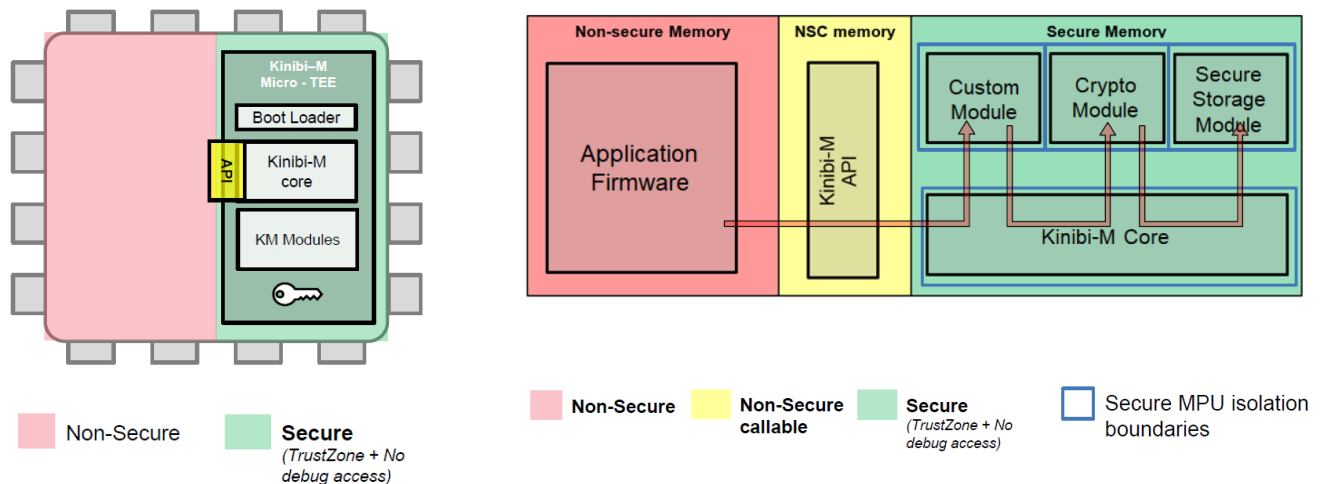 Kinibi–M
Micro - TEE
Boot Loader
API
Kinibi-M
core
KM Modules
Non-Secure
Secure
(TrustZone + No
debug access)
Non-secure Memory
NSC memory
Secure Memory
Application
Firmware
Kinibi-M
API
Custom
Module
Crypto
Module
Secure
Storage
Module
Kinibi-M Core
Non-Secure
Non-Secure
callable
Secure
(TrustZone + No
debug access)
Secure MPU isolation
boundaries